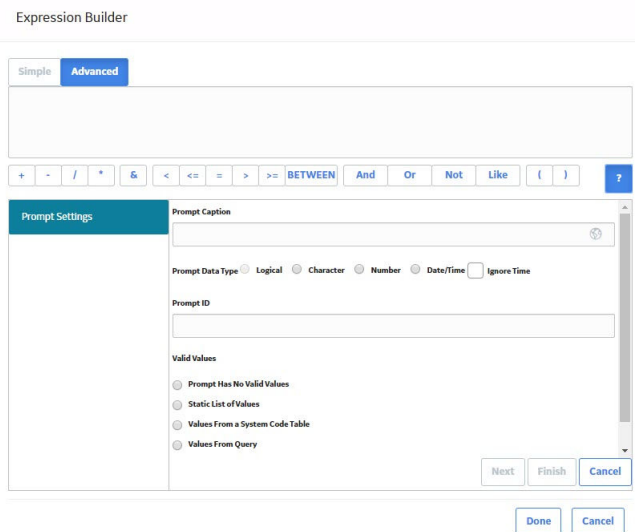 Expression Builder
Simple Advanced
+ - / * & < <= = > >= BETWEEN And Or Not Like ( ) ?
Prompt Settings
Prompt Caption
Prompt Data Type Logical Character Number Date/Time Ignore Time
Prompt ID
Valid Values
Prompt Has No Valid Values
Static List of Values
Values From a System Code Table
Values From Query
Next Finish Cancel
Done Cancel